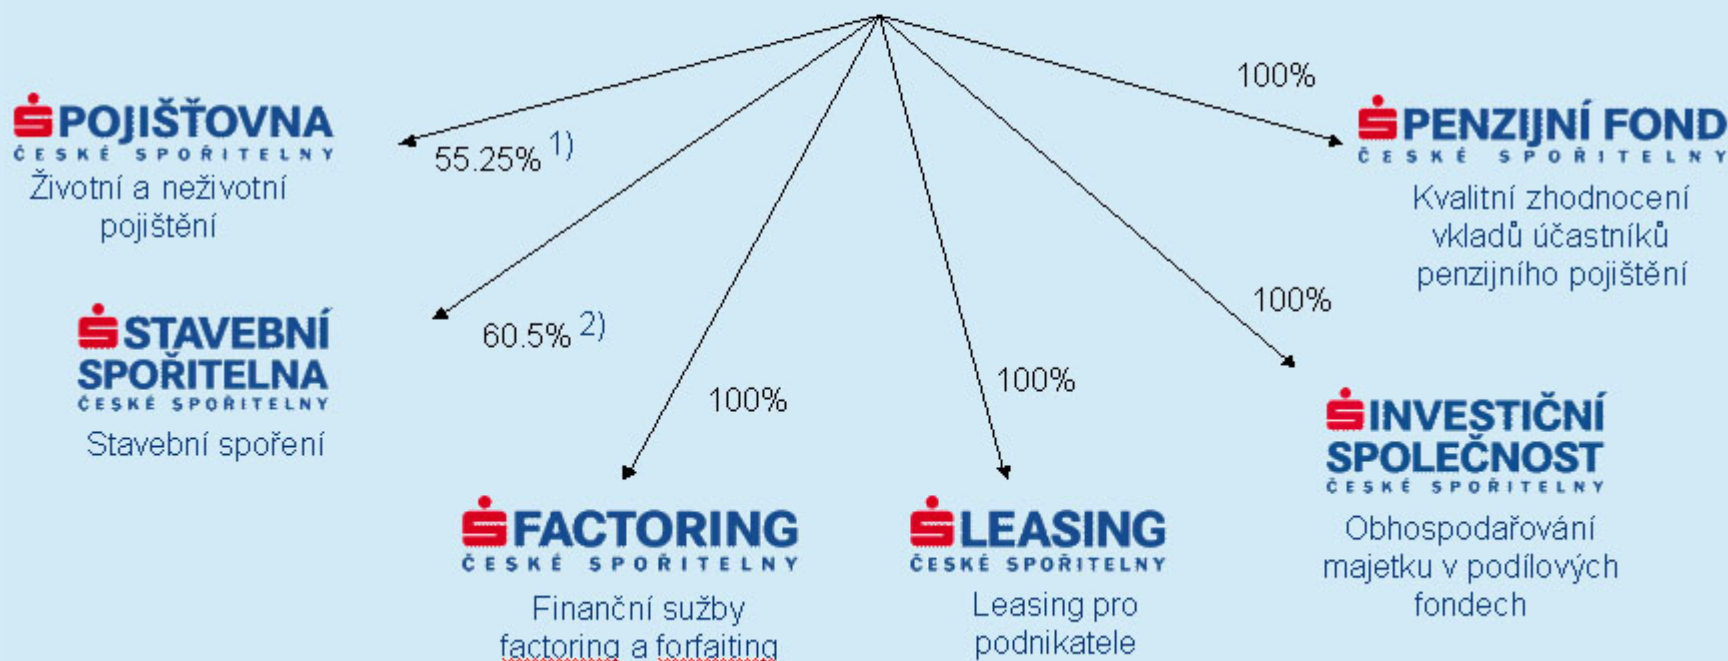 POJIŠŤOVNA
ČESKÉ SPOŘITELNY
Životní a neživotní
pojištění
55.25% 1)
STAVEBNÍ
SPOŘITELNA
ČESKÉ SPOŘITELNY
Stavební spoření
60.5% 2)
100%
FACTORING
ČESKÉ SPOŘITELNY
Finanční sužby
factoring a forfaiting
100%
LEASING
ČESKÉ SPOŘITELNY
Leasing pro
podnikatele
100%
INVESTIČNÍ
SPOLEČNOST
ČESKÉ SPOŘITELNY
Obhospodařování
majetku v podílových
fondech
100%
PENZIJNÍ FOND
ČESKÉ SPOŘITELNY
Kvalitní zhodnocení
vkladů účastníků
penzijního pojištění